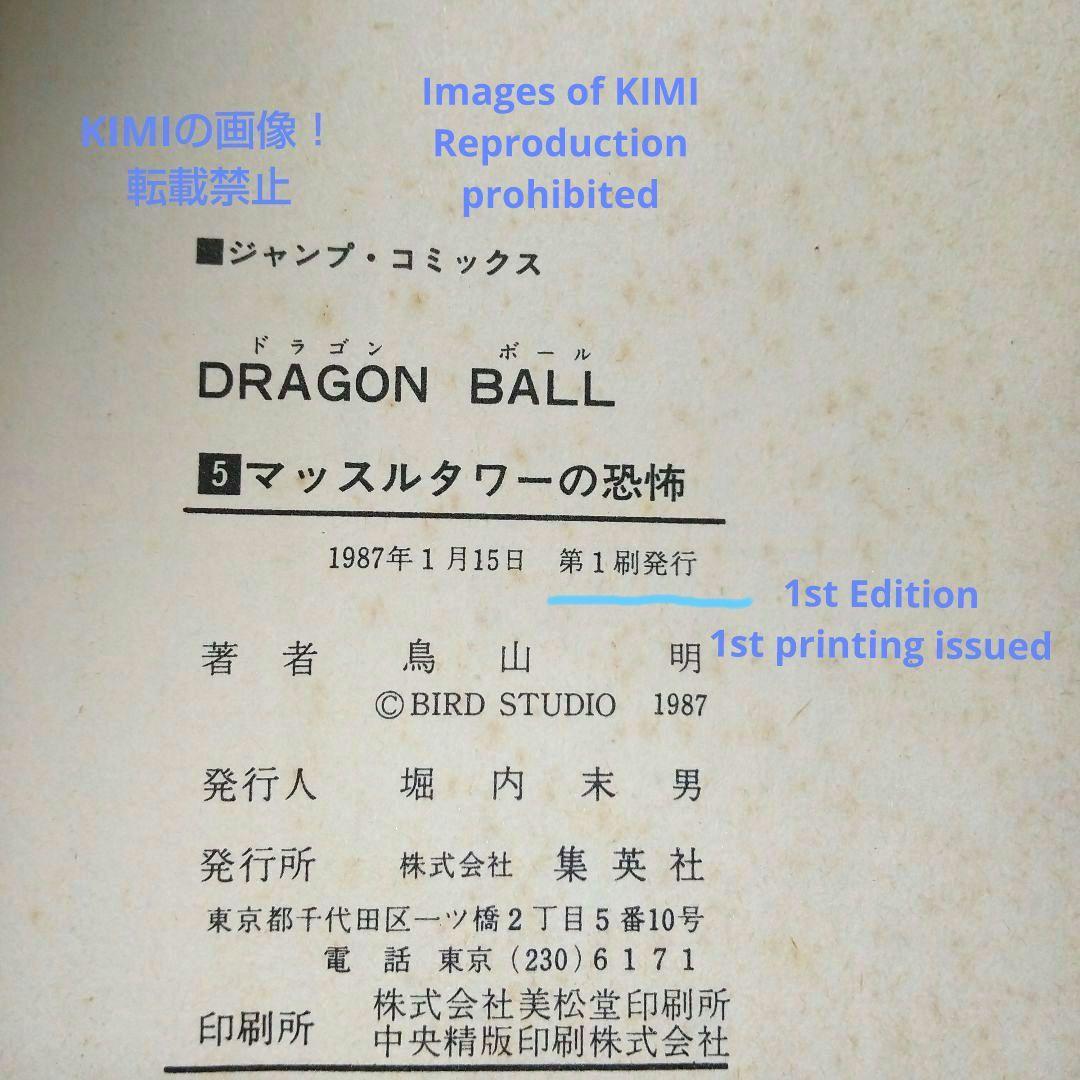 KIMIの画像！
転載禁止
Images of KIMI
Reproduction
prohibited
■ジャンプ・コミックス
ドラゴン ボール
DRAGON BALL
5マッスルタワーの恐怖
1987年1月15日 第1刷発行
1st Edition
1st printing issued
著者 鳥山明
©BIRD STUDIO 1987
発行人 堀内末男
発行所 株式会社 集英社
東京都千代田区一ツ橋2丁目5番10号
電話 東京(230)6171
印刷所 株式会社美松堂印刷所
中央精版印刷株式会社